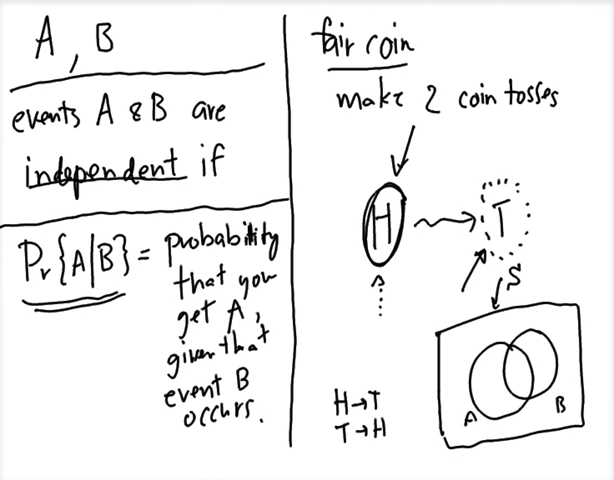 A, B
events A & B are
independent if
Pr{A|B} = probability
that you
get A,
given that
event B
occurs.
fair coin
make 2 coin tosses
H → T
S
A B
H→T
T→H